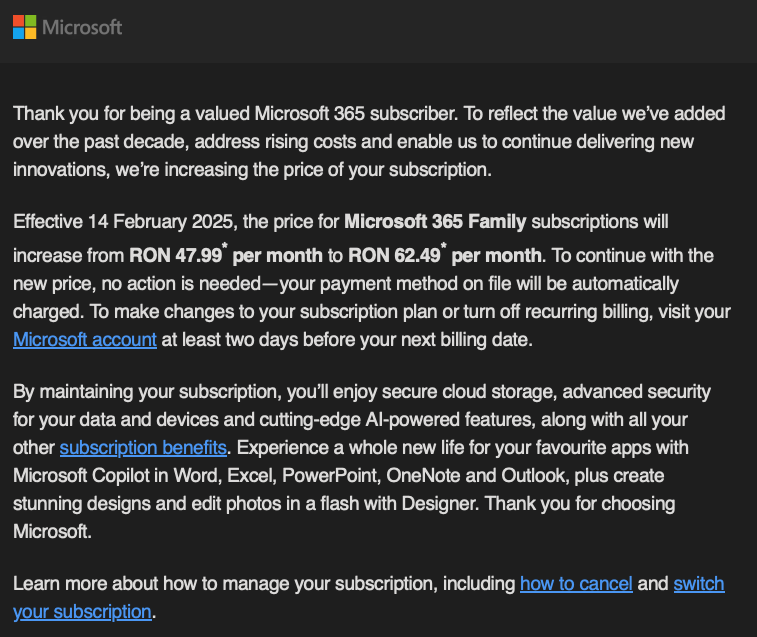 Microsoft
Thank you for being a valued Microsoft 365 subscriber. To reflect the value we’ve added
over the past decade, address rising costs and enable us to continue delivering new
innovations, we’re increasing the price of your subscription.
Effective 14 February 2025, the price for Microsoft 365 Family subscriptions will
increase from RON 47.99* per month to RON 62.49* per month. To continue with the
new price, no action is needed—your payment method on file will be automatically
charged. To make changes to your subscription plan or turn off recurring billing, visit your
Microsoft account at least two days before your next billing date.
By maintaining your subscription, you’ll enjoy secure cloud storage, advanced security
for your data and devices and cutting-edge AI-powered features, along with all your
other subscription benefits. Experience a whole new life for your favourite apps with
Microsoft Copilot in Word, Excel, PowerPoint, OneNote and Outlook, plus create
stunning designs and edit photos in a flash with Designer. Thank you for choosing
Microsoft.
Learn more about how to manage your subscription, including how to cancel and switch
your subscription.